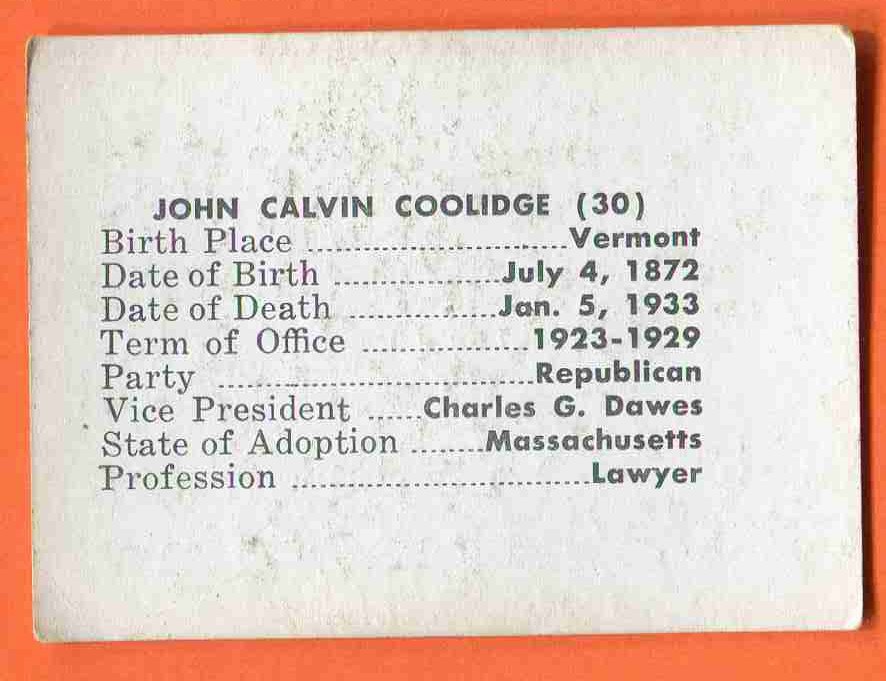 JOHN CALVIN COOLIDGE (30)
Birth Place ..........................Vermont
Date of Birth .................July 4, 1872
Date of Death .................Jan. 5, 1933
Term of Office .................1923-1929
Party ................................Republican
Vice President ......Charles G. Dawes
State of Adoption ........Massachusetts
Profession ..............................Lawyer